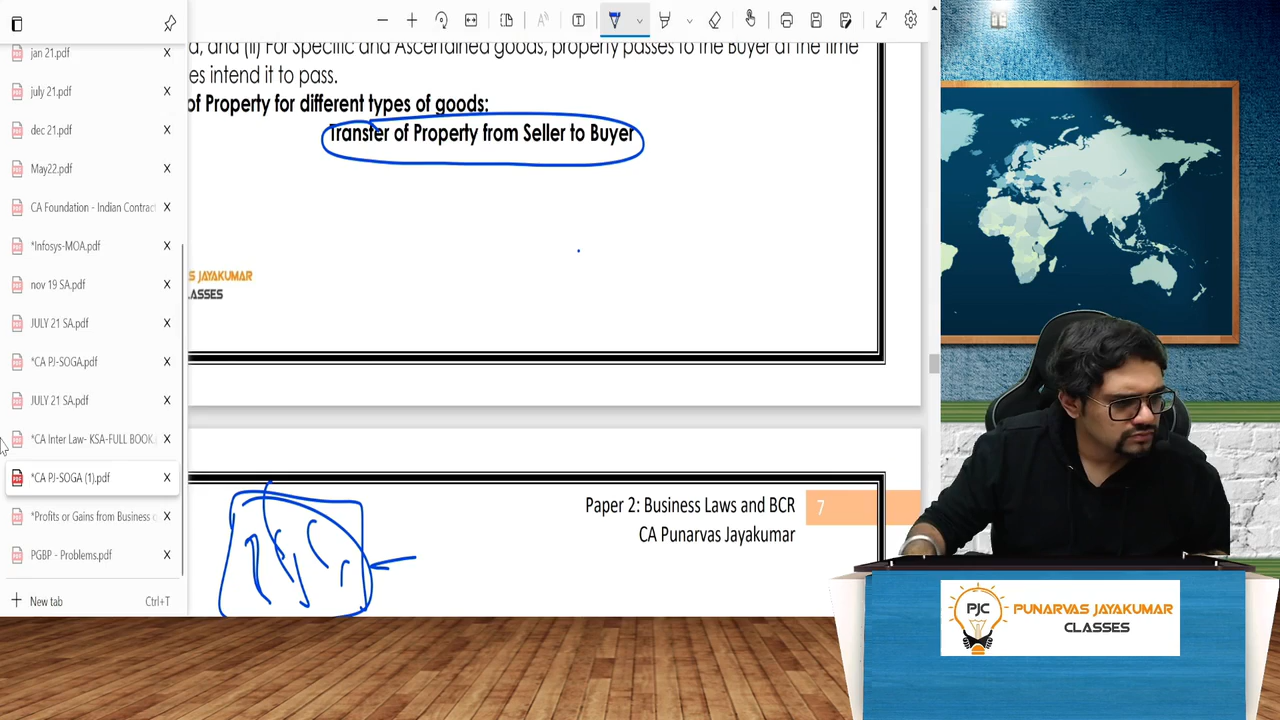 jan 21.pdf
july 21.pdf
dec 21.pdf
May22.pdf
CA Foundation - Indian Contract
*Infosys-MOA.pdf
nov 19 SA.pdf
JULY 21 SA.pdf
*CA PJ-SOGA.pdf
JULY 21 SA.pdf
*CA Inter Law- KSA-FULL BOOK.
*CA PJ-SOGA (1).pdf
*Profits or Gains from Business
PGBP - Problems.pdf
New tab Ctrl+T
and (ii) For Specific and Ascertained goods, property passes to the Buyer at the time
es intend it to pass.
of Property for different types of goods:
Transfer of Property from Seller to Buyer
AS JAYAKUMAR
LASSES
Paper 2: Business Laws and BCR 7
CA Punarvas Jayakumar
PJC
PUNARVAS JAYAKUMAR
CLASSES